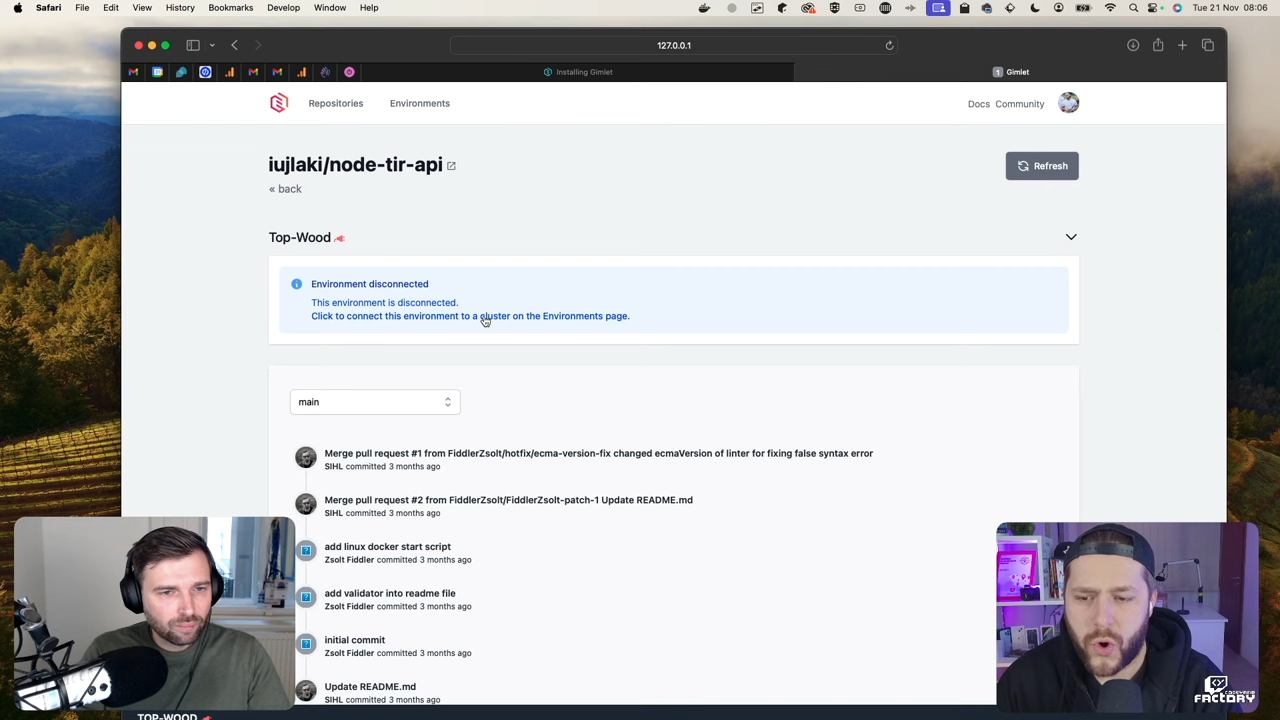 Safari File Edit View History Bookmarks Develop Window Help
Tue 21 Nov 08:06
127.0.0.1
Installing Gimlet
1 Gimlet
Repositories Environments
Docs Community
iujlaki/node-tir-api
Refresh
« back
Top-Wood
Environment disconnected
This environment is disconnected.
Click to connect this environment to a cluster on the Environments page.
main
Merge pull request #1 from FiddlerZsolt/hotfix/ecma-version-fix changed ecmaVersion of linter for fixing false syntax error
SIHL committed 3 months ago
Merge pull request #2 from FiddlerZsolt/FiddlerZsolt-patch-1 Update README.md
SIHL committed 3 months ago
add linux docker start script
Zsolt Fiddler committed 3 months ago
add validator into readme file
Zsolt Fiddler committed 3 months ago
initial commit
Zsolt Fiddler committed 3 months ago
Update README.md
SIHL committed 3 months ago
TOP-WOOD
FACTORY